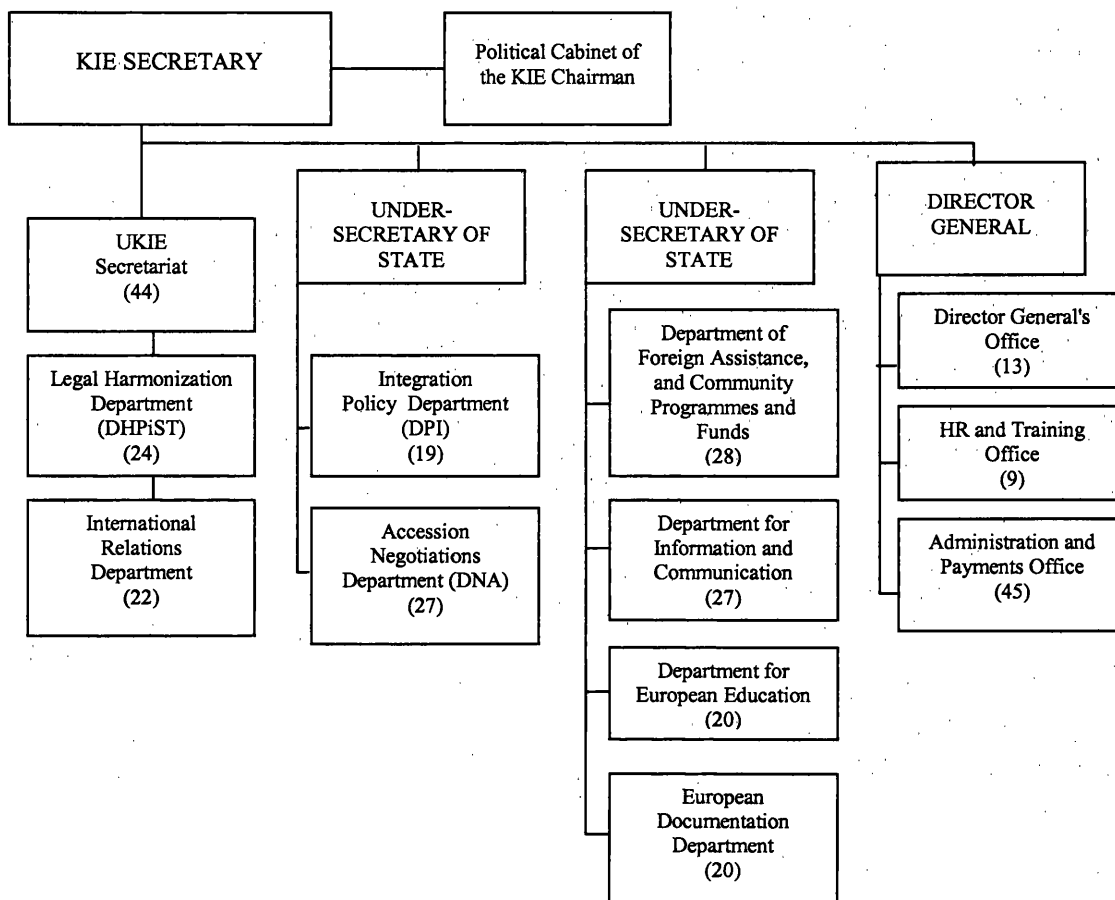 KIE SECRETARY
Political Cabinet of
the KIE Chairman
UKIE
Secretariat
(44)
Legal Harmonization
Department
(DHPiST)
(24)
International
Relations
Department
(22)
UNDER-
SECRETARY OF
STATE
Integration
Policy Department
(DPI)
(19)
Accession
Negotiations
Department (DNA)
(27)
UNDER-
SECRETARY OF
STATE
Department of
Foreign Assistance,
and Community
Programmes and
Funds
(28)
Department for
Information and
Communication
(27)
Department for
European Education
(20)
European
Documentation
Department
(20)
DIRECTOR
GENERAL
Director General's
Office
(13)
HR and Training
Office
(9)
Administration and
Payments Office
(45)